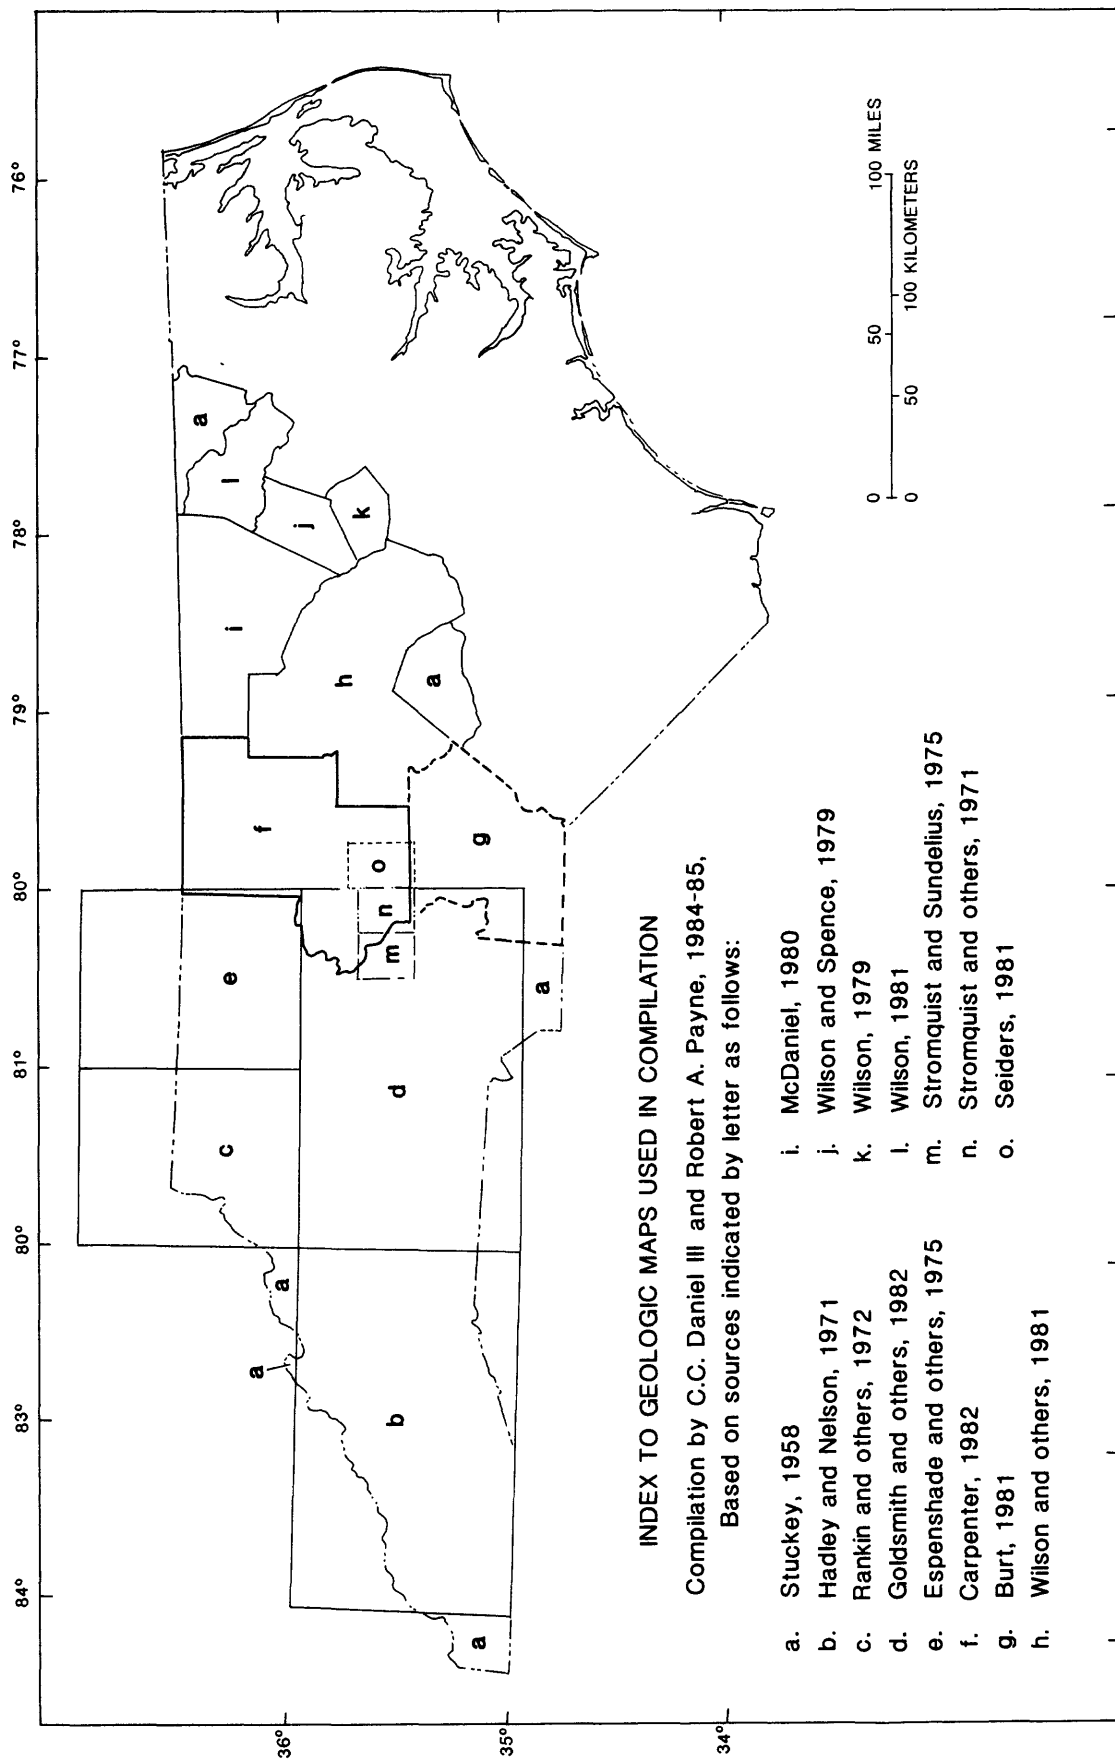 84°
83°
80°
81°
80°
79°
78°
77°
76°
36°
35°
34°
a
b
a
a
c
d
e
a
m
n
o
f
g
h
a
i
j
k
l
a
INDEX TO GEOLOGIC MAPS USED IN COMPILATION
Compilation by C.C. Daniel III and Robert A. Payne, 1984-85,
Based on sources indicated by letter as follows:
a. Stuckey, 1958
b. Hadley and Nelson, 1971
c. Rankin and others, 1972
d. Goldsmith and others, 1982
e. Espenshade and others, 1975
f. Carpenter, 1982
g. Burt, 1981
h. Wilson and others, 1981
i. McDaniel, 1980
j. Wilson and Spence, 1979
k. Wilson, 1979
l. Wilson, 1981
m. Stromquist and Sundelius, 1975
n. Stromquist and others, 1971
o. Seiders, 1981
0 50 100 MILES
0 50 100 KILOMETERS